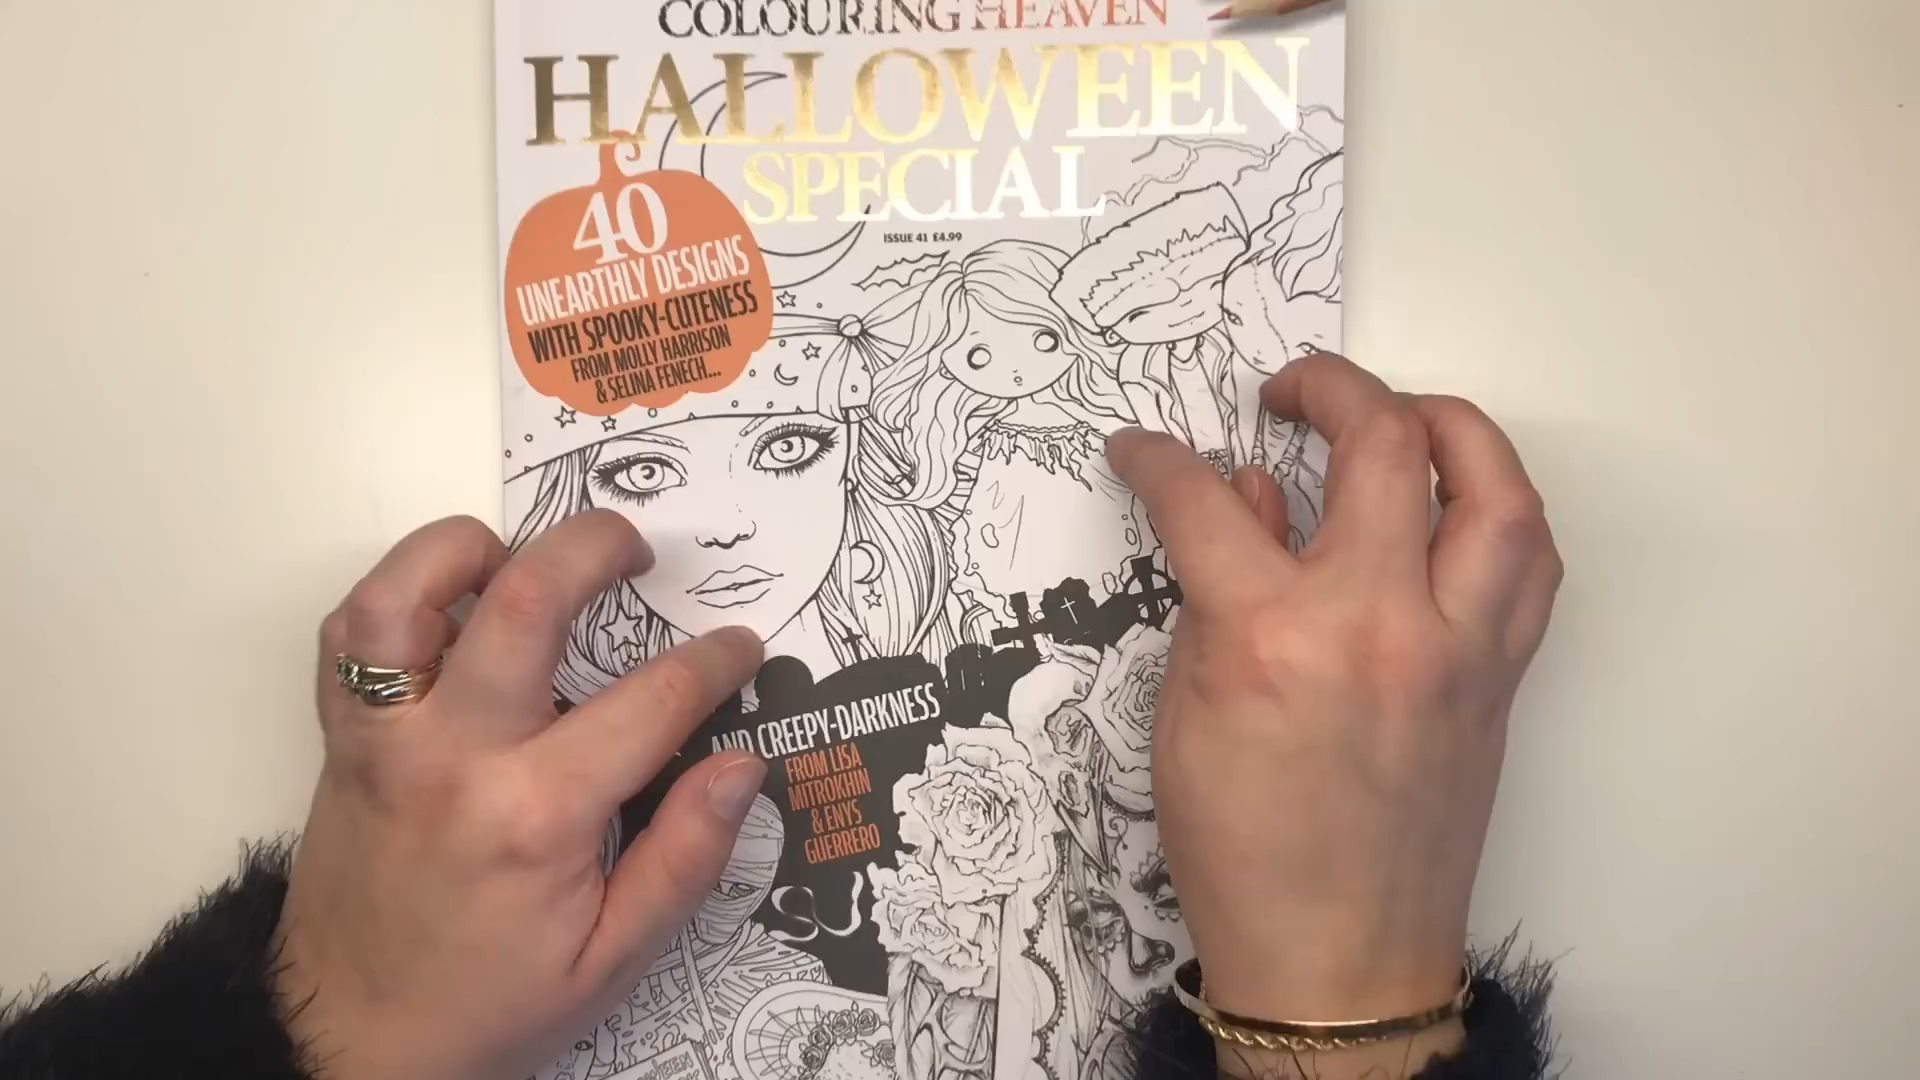 COLOURING HEAVEN
HALLOWEEN
SPECIAL
ISSUE 41 £4.99
40
UNEARTHLY DESIGNS
WITH SPOOKY-CUTENESS
FROM MOLLY HARRISON
& SELINA FENECH...
AND CREEPY-DARKNESS
FROM LISA
MITROKHIN
& ENYS
GUERRERO